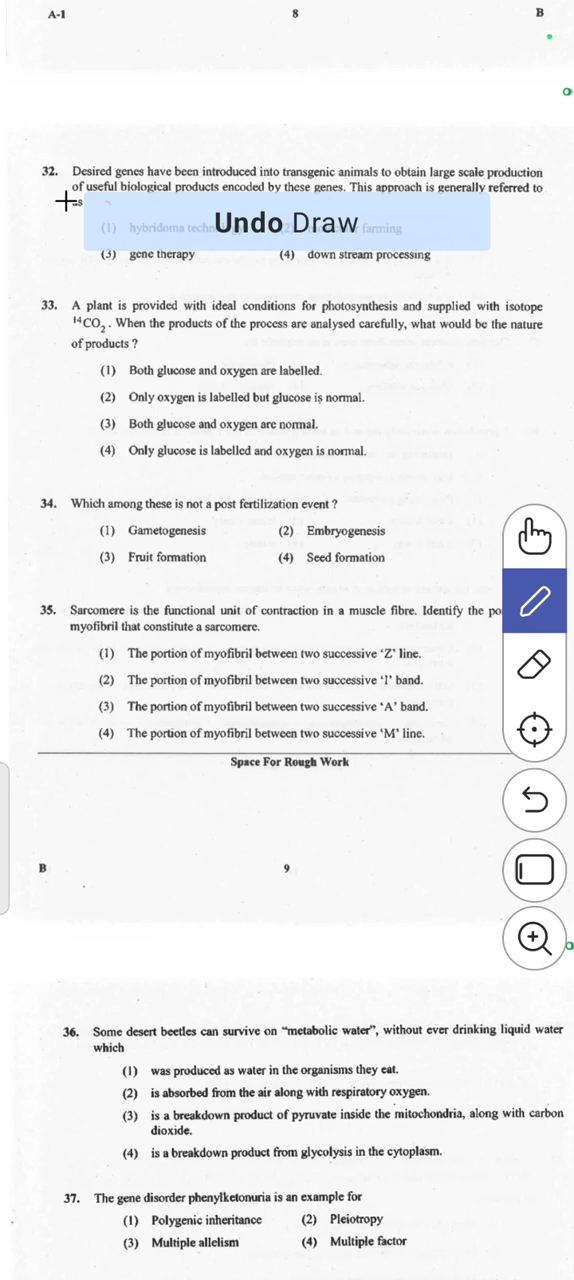 A-1 8 B
32. Desired genes have been introduced into transgenic animals to obtain large scale production
of useful biological products encoded by these genes. This approach is generally referred to
as
Undo Draw
(1) hybridoma farming
(3) gene therapy (4) down stream processing
33. A plant is provided with ideal conditions for photosynthesis and supplied with isotope
¹⁴CO₂. When the products of the process are analysed carefully, what would be the nature
of products ?
(1) Both glucose and oxygen are labelled.
(2) Only oxygen is labelled but glucose is normal.
(3) Both glucose and oxygen are normal.
(4) Only glucose is labelled and oxygen is normal.
34. Which among these is not a post fertilization event ?
(1) Gametogenesis (2) Embryogenesis
(3) Fruit formation (4) Seed formation
35. Sarcomere is the functional unit of contraction in a muscle fibre. Identify the po
myofibril that constitute a sarcomere.
(1) The portion of myofibril between two successive ‘Z’ line.
(2) The portion of myofibril between two successive ‘I’ band.
(3) The portion of myofibril between two successive ‘A’ band.
(4) The portion of myofibril between two successive ‘M’ line.
Space For Rough Work
B 9
36. Some desert beetles can survive on “metabolic water”, without ever drinking liquid water
which
(1) was produced as water in the organisms they eat.
(2) is absorbed from the air along with respiratory oxygen.
(3) is a breakdown product of pyruvate inside the mitochondria, along with carbon
dioxide.
(4) is a breakdown product from glycolysis in the cytoplasm.
37. The gene disorder phenylketonuria is an example for
(1) Polygenic inheritance (2) Pleiotropy
(3) Multiple allelism (4) Multiple factor